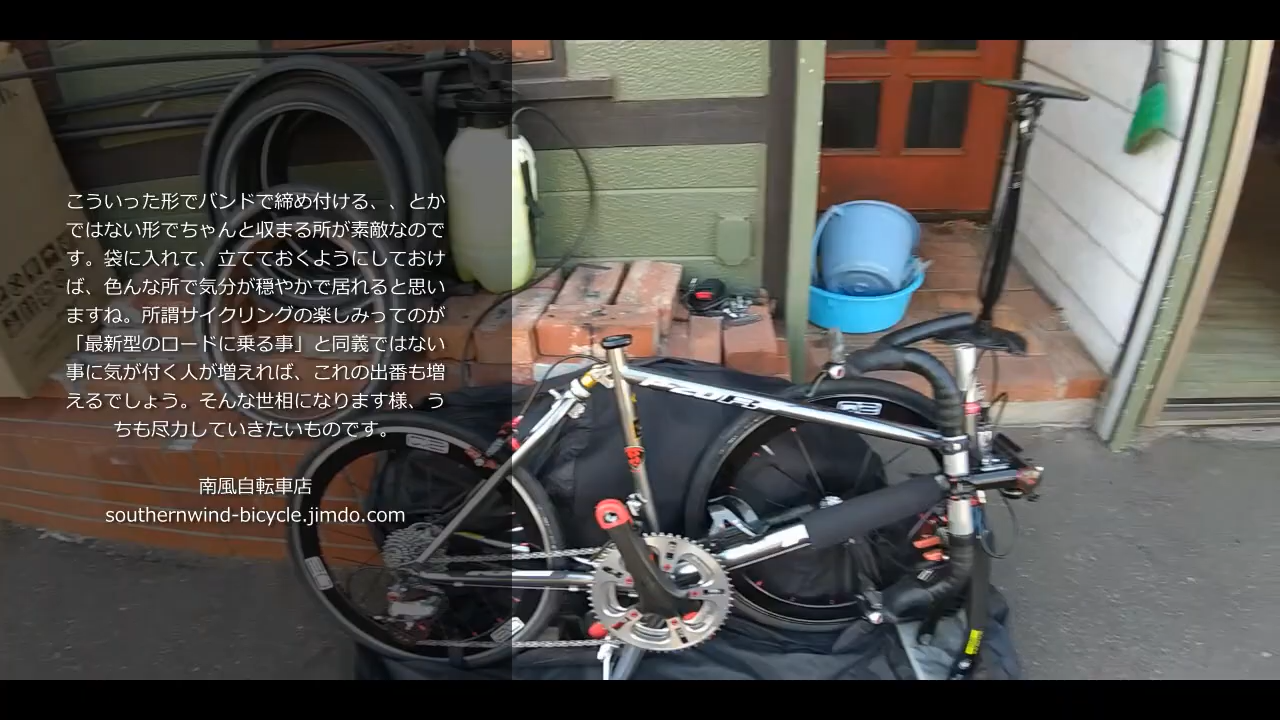 こういった形でバンドで締め付ける、、とか
ではない形でちゃんと収まる所が素敵なので
す。袋に入れて、立てておくようにしておけ
ば、色んな所で気分が穏やかで居れると思い
ますね。所謂サイクリングの楽しみってのが
「最新型のロードに乗る事」と同義ではない
事に気が付く人が増えれば、これの出番も増
えるでしょう。そんな世相になります様、う
ちも尽力していきたいものです。
南風自転車店
southernwind-bicycle.jimdo.com